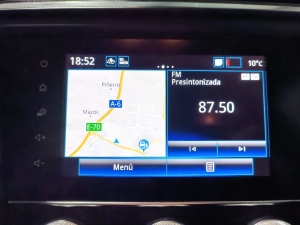 18:52
10°c
FM
Presintonizada
Piñeiro
A-6
Mazoi
87.50
E-70
Menú